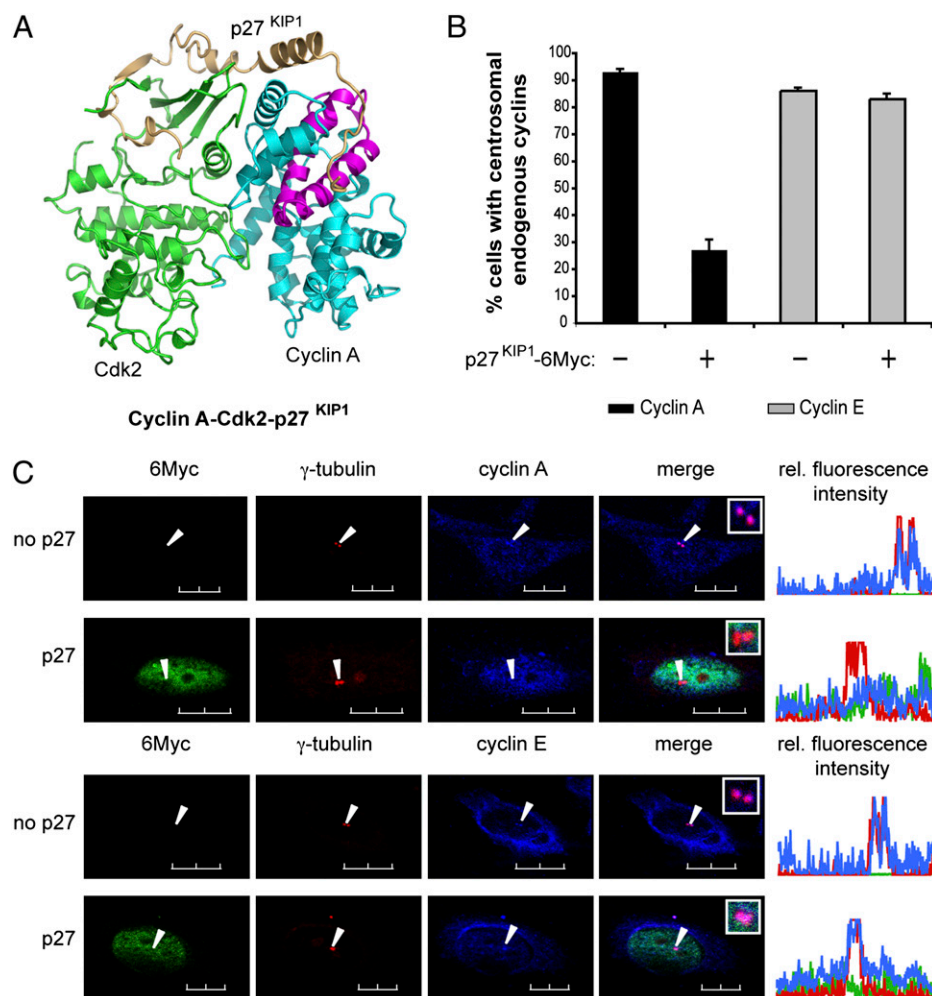 A
p27 KIP1
Cdk2
Cyclin A
Cyclin A-Cdk2-p27 KIP1
B
% cells with centrosomal
endogenous cyclins
100
90
80
70
60
50
40
30
20
10
0
p27 KIP1-6Myc: – + – +
Cyclin A Cyclin E
C
6Myc γ-tubulin cyclin A merge rel. fluorescence
intensity
no p27
p27
6Myc γ-tubulin cyclin E merge rel. fluorescence
intensity
no p27
p27